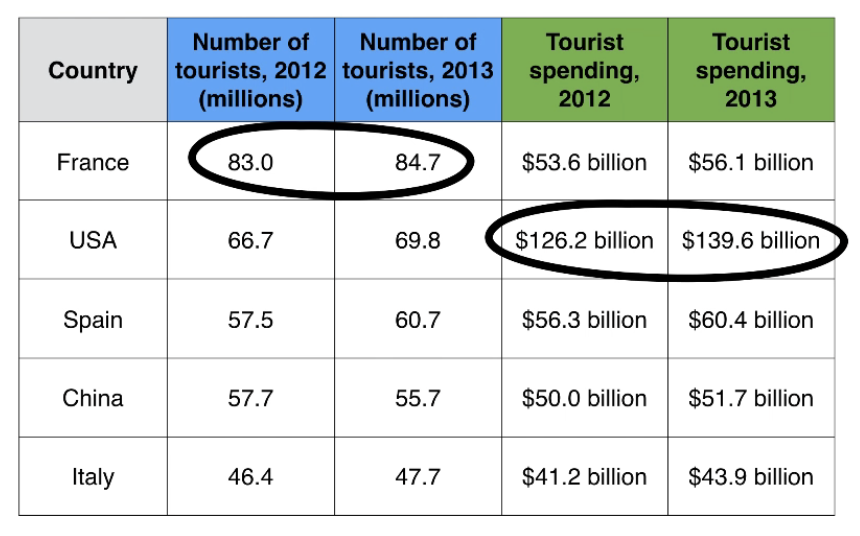 Country
Number of
tourists, 2012
(millions)
Number of
tourists, 2013
(millions)
Tourist
spending,
2012
Tourist
spending,
2013
France 83.0 84.7 $53.6 billion $56.1 billion
USA 66.7 69.8 $126.2 billion $139.6 billion
Spain 57.5 60.7 $56.3 billion $60.4 billion
China 57.7 55.7 $50.0 billion $51.7 billion
Italy 46.4 47.7 $41.2 billion $43.9 billion